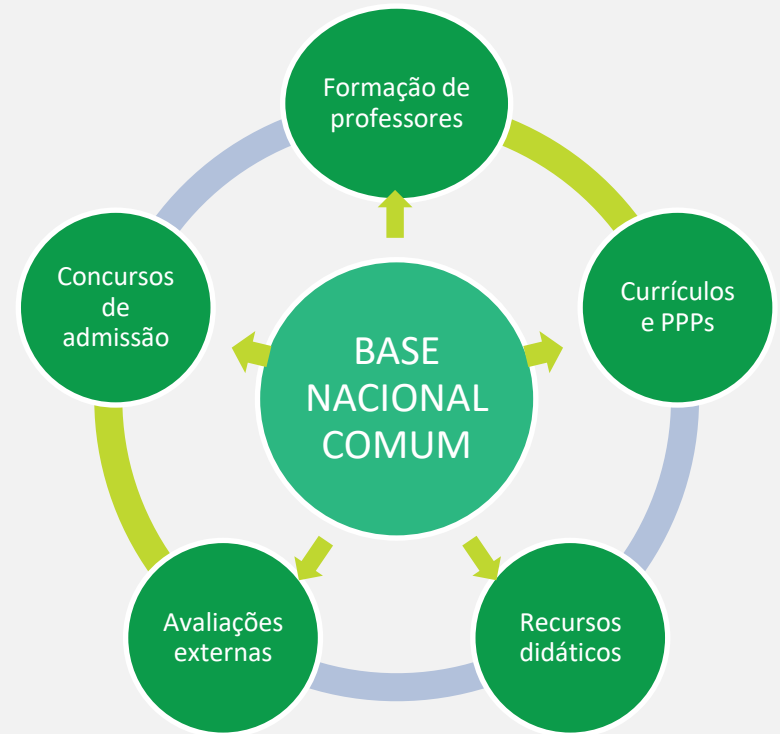 Formação de
professores
Concursos
de
admissão
Currículos
e PPPs
BASE
NACIONAL
COMUM
Avaliações
externas
Recursos
didáticos